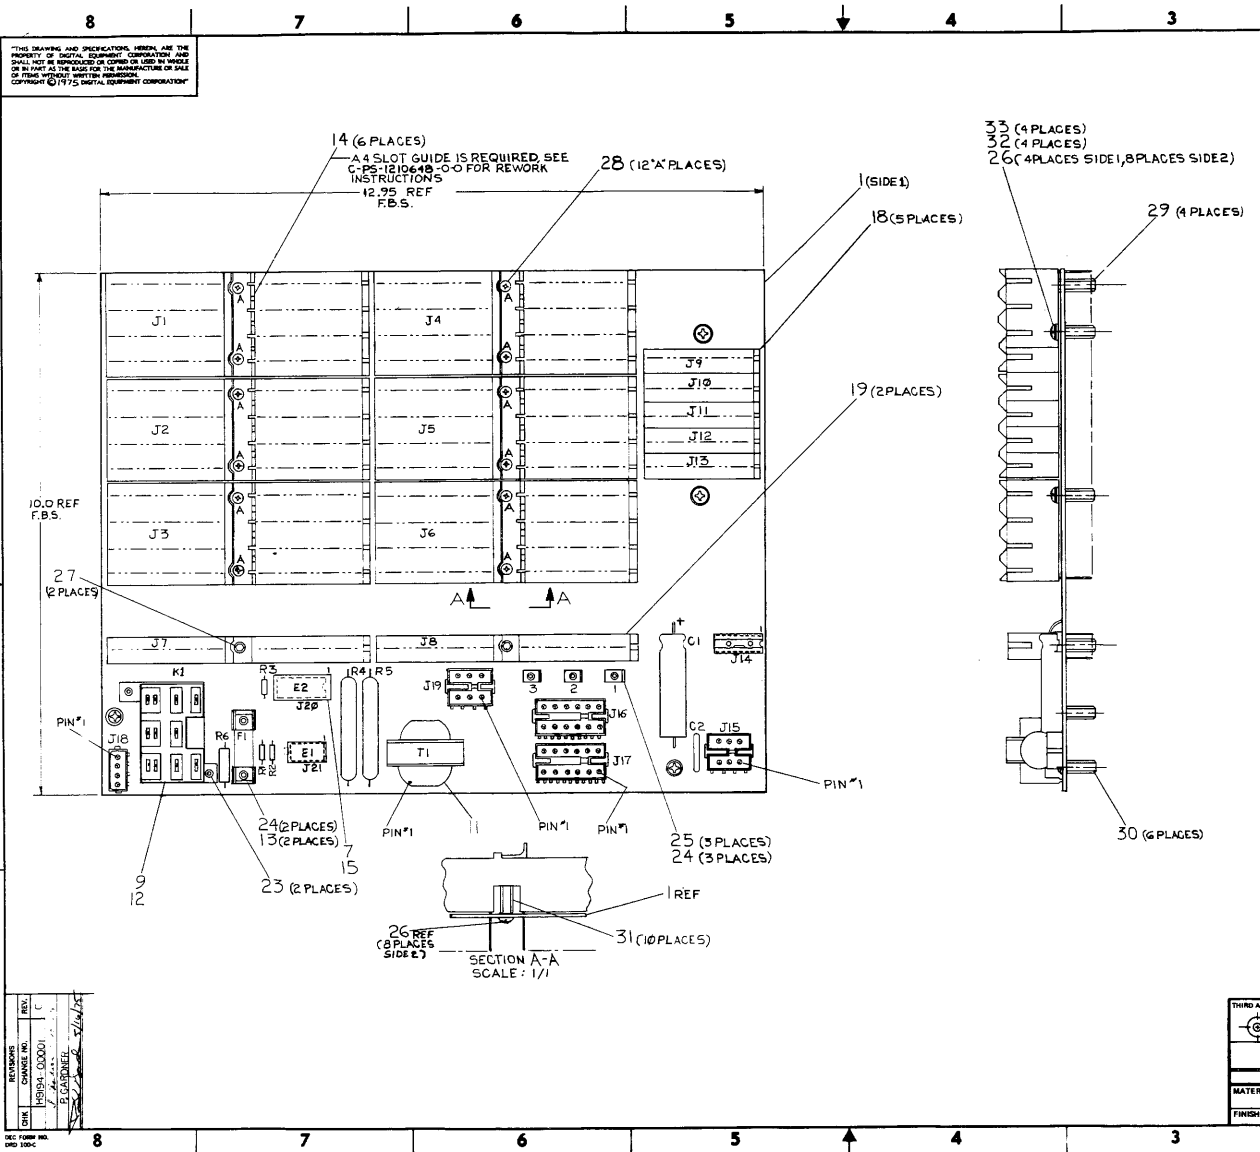 8 7 6 5 4 3
"THIS DRAWING AND SPECIFICATIONS, HEREIN, ARE THE
PROPERTY OF DIGITAL EQUIPMENT CORPORATION AND
SHALL NOT BE REPRODUCED OR COPIED OR USED IN WHOLE
OR IN PART AS THE BASIS FOR THE MANUFACTURE OR SALE
OF ITEMS WITHOUT WRITTEN PERMISSION.
COPYRIGHT © 1975, DIGITAL EQUIPMENT CORPORATION"
14 (6 PLACES)
A 4 SLOT GUIDE IS REQUIRED, SEE
C-PS-1210648-0-0 FOR REWORK
INSTRUCTIONS
12.95 REF
F.B.S.
28 (12"A" PLACES)
1 (SIDE 1)
18 (5 PLACES)
33 (4 PLACES)
32 (4 PLACES)
26 (4PLACES SIDE1, 8PLACES SIDE2)
29 (4 PLACES)
A A
J1 J4
A A
J9
J10
J11
J12
J13
19 (2 PLACES)
A A
J2 J5
A A
10.0 REF
F.B.S.
A A
J3 J6
A A
27
(2 PLACES)
A A
J7 J8
+
C1
J14
K1
R3
1
E2
J20
R4
R5
J19
3 2 1
J16
PIN#1
J18
R6
F1
R1
R2
E1
J21
T1
J17
C2
J15
PIN#1
PIN#1
11
PIN#1
PIN#1
24 (2 PLACES)
13 (2 PLACES)
7
15
25 (3 PLACES)
24 (3 PLACES)
30 (6 PLACES)
9
12
23 (2 PLACES)
1 REF
26 REF
(8 PLACES
SIDE 2)
31 (10 PLACES)
SECTION A-A
SCALE: 1/1
REVISIONS
CHK CHANGE NO. REV.
H9194-00001 C
P. GARDNER
THIRD A
MATER
FINISH
DEC FORM NO.
DRD 100-C
8 7 6 5 4 3